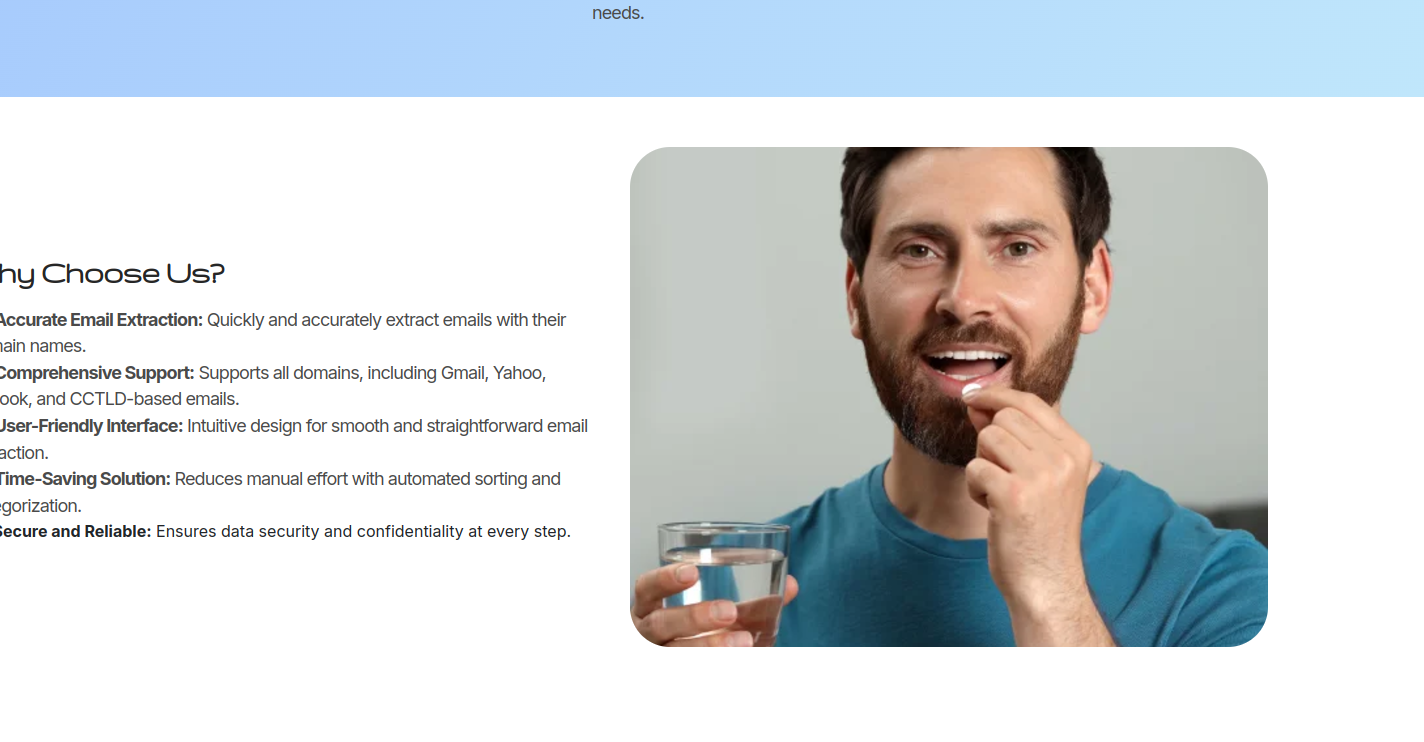 needs.
hy Choose Us?
Accurate Email Extraction: Quickly and accurately extract emails with their
ain names.
Comprehensive Support: Supports all domains, including Gmail, Yahoo,
ook, and CCTLD-based emails.
User-Friendly Interface: Intuitive design for smooth and straightforward email
action.
Time-Saving Solution: Reduces manual effort with automated sorting and
egorization.
Secure and Reliable: Ensures data security and confidentiality at every step.